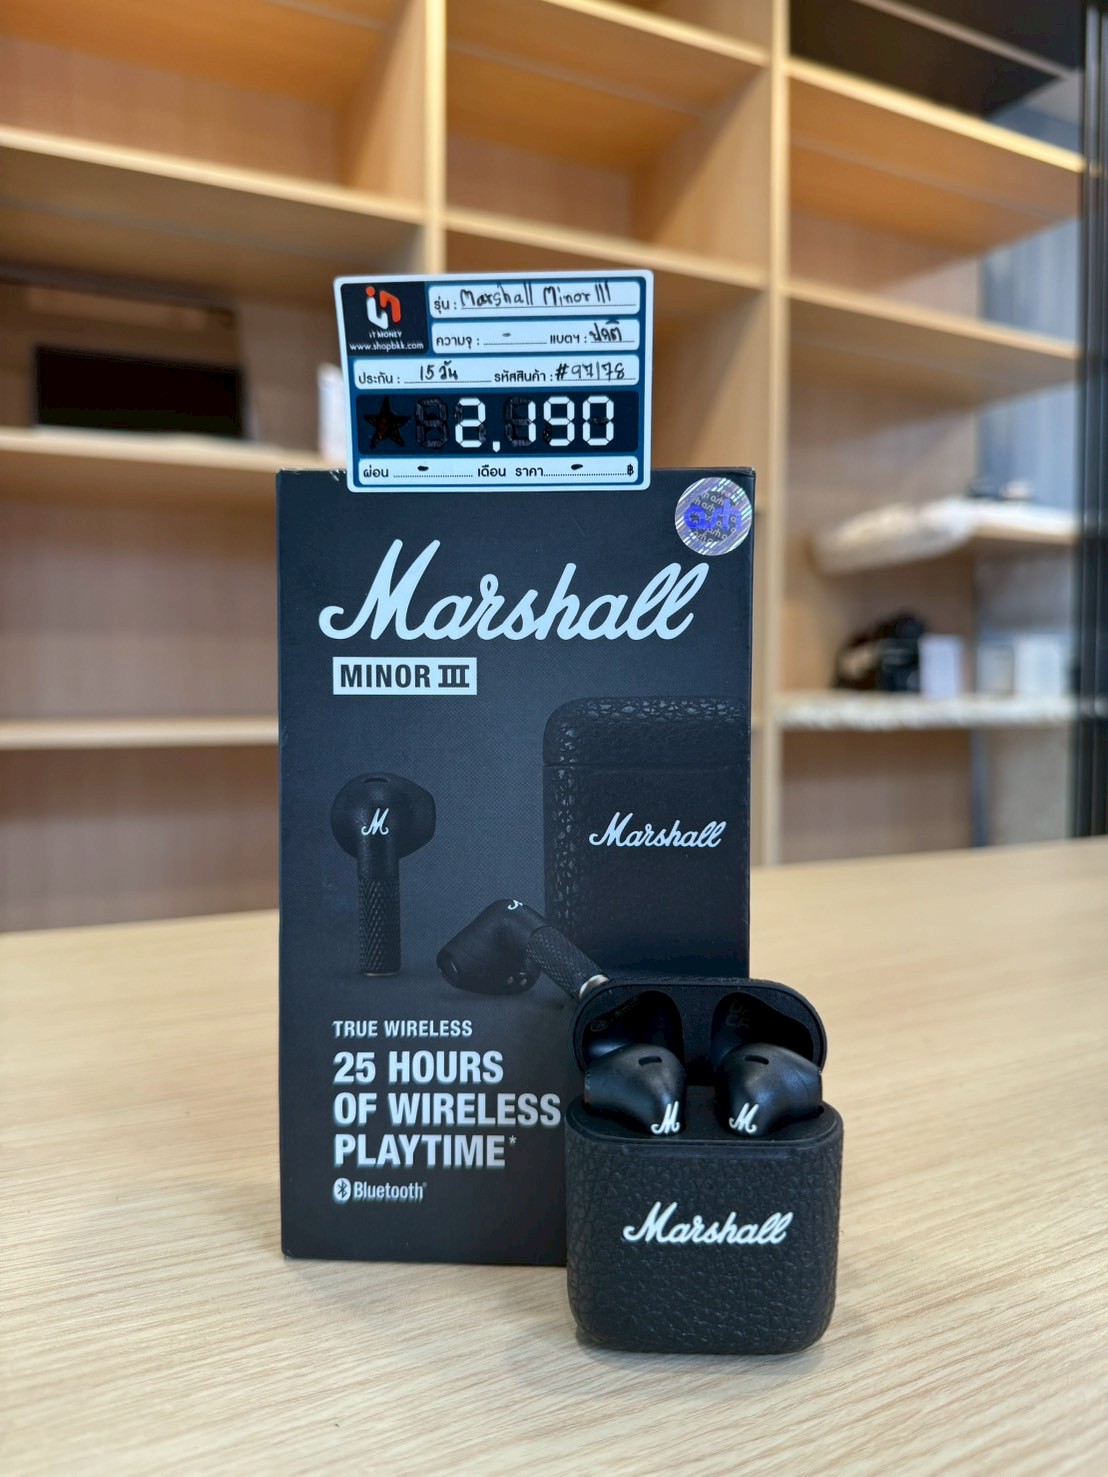 iT MONEY
www.shopbkk.com
รุ่น : Marshall Minor III
ความจุ : - แบตฯ : ปกติ
ประกัน : 15 วัน รหัสสินค้า : #97178
2,190
ผ่อน - เดือน ราคา - ฿
ash
Marshall
MINOR III
M
Marshall
TRUE WIRELESS
25 HOURS
OF WIRELESS
PLAYTIME*
Bluetooth®
M M
Marshall